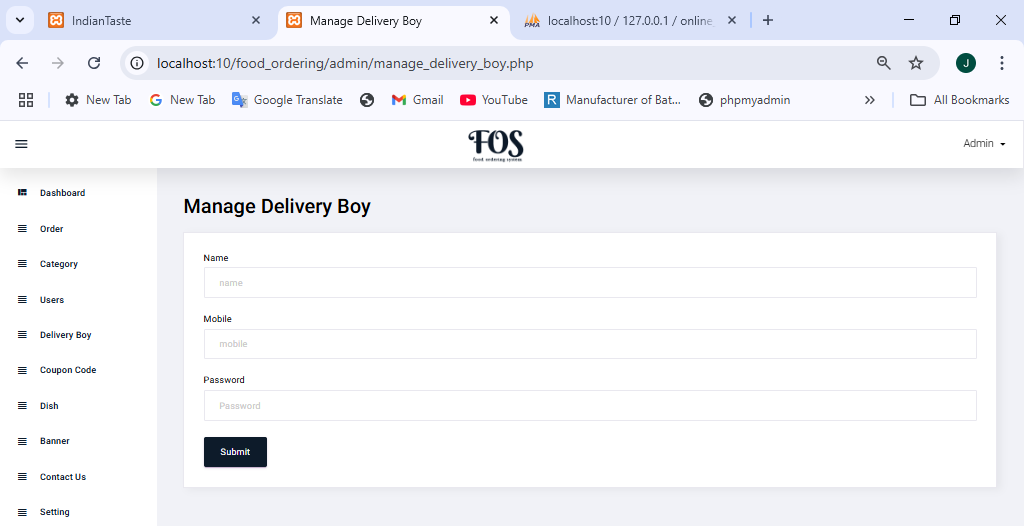 IndianTaste
Manage Delivery Boy
PMA
localhost:10 / 127.0.0.1 / online_
localhost:10/food_ordering/admin/manage_delivery_boy.php
J
New Tab
New Tab
Google Translate
Gmail
YouTube
R
Manufacturer of Bat...
phpmyadmin
All Bookmarks
FOS
food ordering system
Admin
Dashboard
Order
Category
Users
Delivery Boy
Coupon Code
Dish
Banner
Contact Us
Setting
Manage Delivery Boy
Name
name
Mobile
mobile
Password
Password
Submit